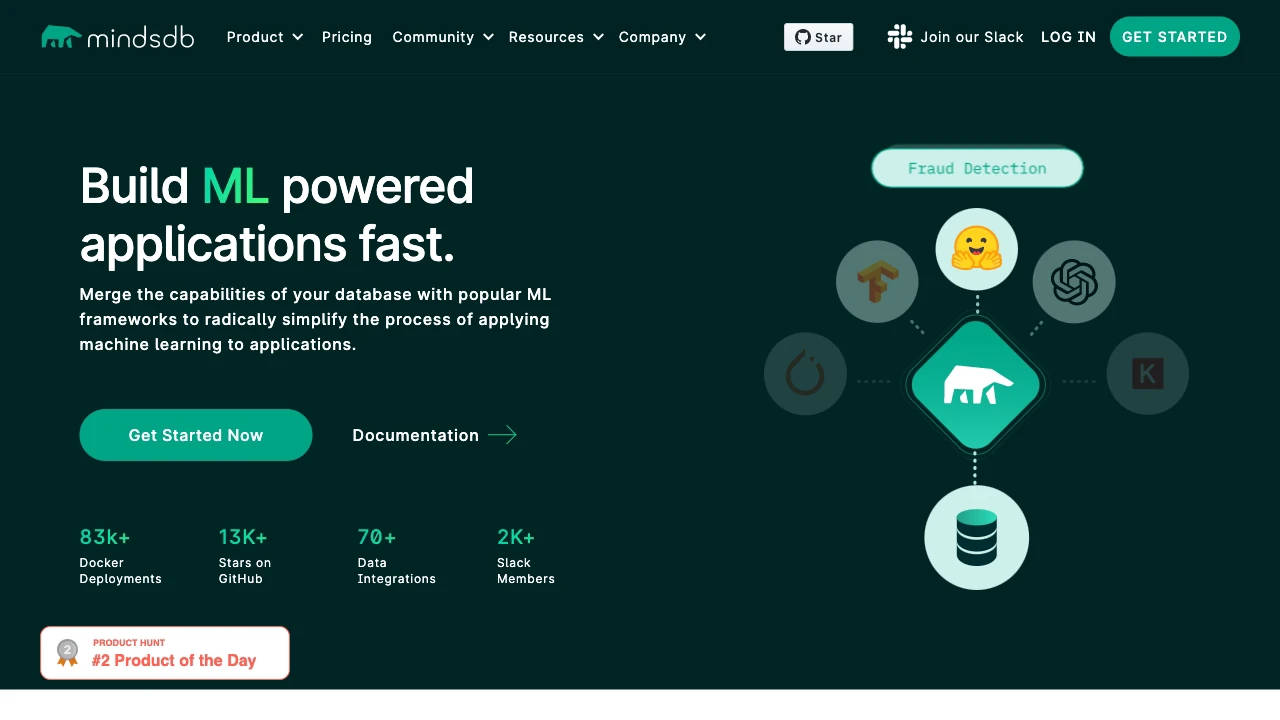 mindsdb
Product
Pricing
Community
Resources
Company
Star
Join our Slack
LOG IN
GET STARTED
Build ML powered
applications fast.
Merge the capabilities of your database with popular ML
frameworks to radically simplify the process of applying
machine learning to applications.
Get Started Now
Documentation
83k+
Docker
Deployments
13K+
Stars on
GitHub
70+
Data
Integrations
2K+
Slack
Members
2
PRODUCT HUNT
#2 Product of the Day
Fraud Detection
K